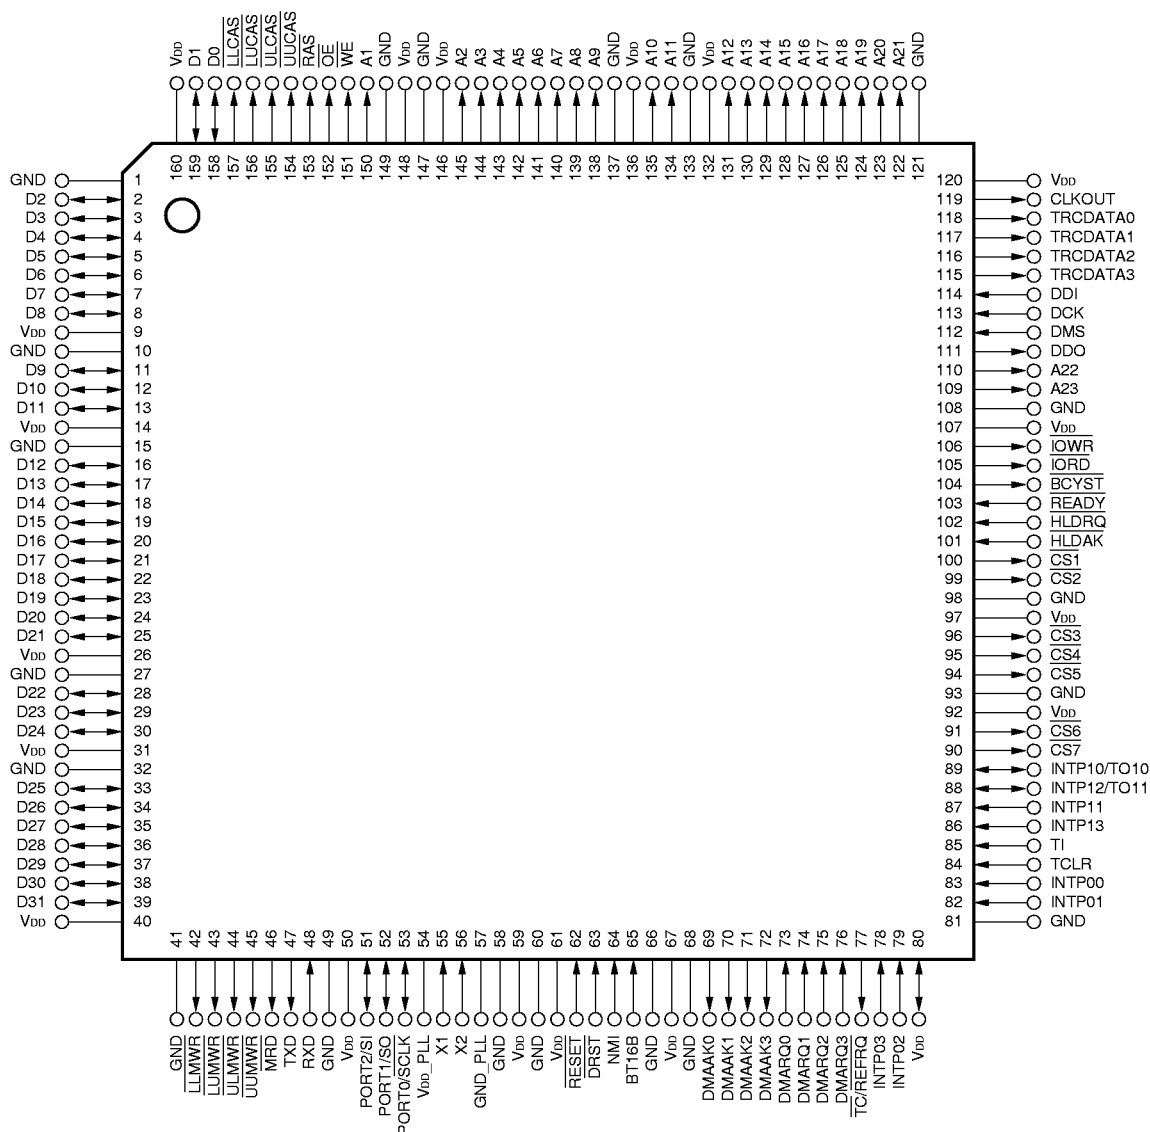 VDD
D1
D0
LLCAS
LUCAS
ULCAS
UUCAS
RAS
OE
WE
A1
GND
VDD
GND
VDD
A2
A3
A4
A5
A6
A7
A8
A9
GND
VDD
A10
A11
GND
VDD
A12
A13
A14
A15
A16
A17
A18
A19
A20
A21
GND
160
159
158
157
156
155
154
153
152
151
150
149
148
147
146
145
144
143
142
141
140
139
138
137
136
135
134
133
132
131
130
129
128
127
126
125
124
123
122
121
GND 1
D2 2
D3 3
D4 4
D5 5
D6 6
D7 7
D8 8
VDD 9
GND 10
D9 11
D10 12
D11 13
VDD 14
GND 15
D12 16
D13 17
D14 18
D15 19
D16 20
D17 21
D18 22
D19 23
D20 24
D21 25
VDD 26
GND 27
D22 28
D23 29
D24 30
VDD 31
GND 32
D25 33
D26 34
D27 35
D28 36
D29 37
D30 38
D31 39
VDD 40
120 VDD
119 CLKOUT
118 TRCDATA0
117 TRCDATA1
116 TRCDATA2
115 TRCDATA3
114 DDI
113 DCK
112 DMS
111 DDO
110 A22
109 A23
108 GND
107 VDD
106 IOWR
105 IORD
104 BCYST
103 READY
102 HLDRQ
101 HLDAK
100 CS1
99 CS2
98 GND
97 VDD
96 CS3
95 CS4
94 CS5
93 GND
92 VDD
91 CS6
90 CS7
89 INTP10/TO10
88 INTP12/TO11
87 INTP11
86 INTP13
85 TI
84 TCLR
83 INTP00
82 INTP01
81 GND
41
42
43
44
45
46
47
48
49
50
51
52
53
54
55
56
57
58
59
60
61
62
63
64
65
66
67
68
69
70
71
72
73
74
75
76
77
78
79
80
GND
LLMWR
LUMWR
ULMWR
UUMWR
MRD
TXD
RXD
GND
VDD
PORT2/SI
PORT1/SO
PORT0/SCLK
VDD_PLL
X1
X2
GND_PLL
GND
VDD
GND
VDD
RESET
DRST
NMI
BT16B
GND
VDD
GND
DMAAK0
DMAAK1
DMAAK2
DMAAK3
DMARQ0
DMARQ1
DMARQ2
DMARQ3
TC/REFRQ
INTP03
INTP02
VDD